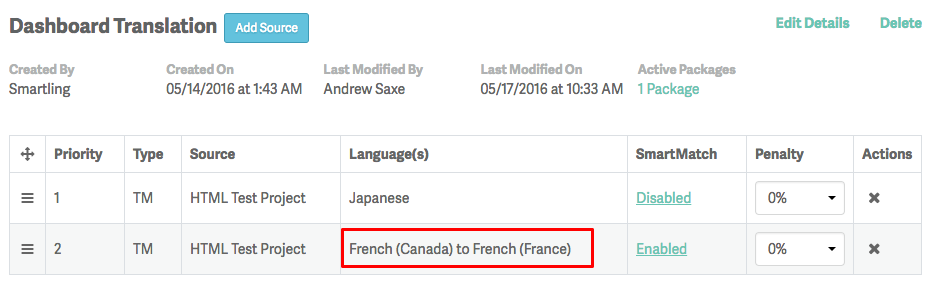 Dashboard Translation Add Source Edit Details Delete
Created By Created On Last Modified By Last Modified On Active Packages
Smartling 05/14/2016 at 1:43 AM Andrew Saxe 05/17/2016 at 10:33 AM 1 Package
Priority Type Source Language(s) SmartMatch Penalty Actions
1 TM HTML Test Project Japanese Disabled 0%
2 TM HTML Test Project French (Canada) to French (France) Enabled 0%